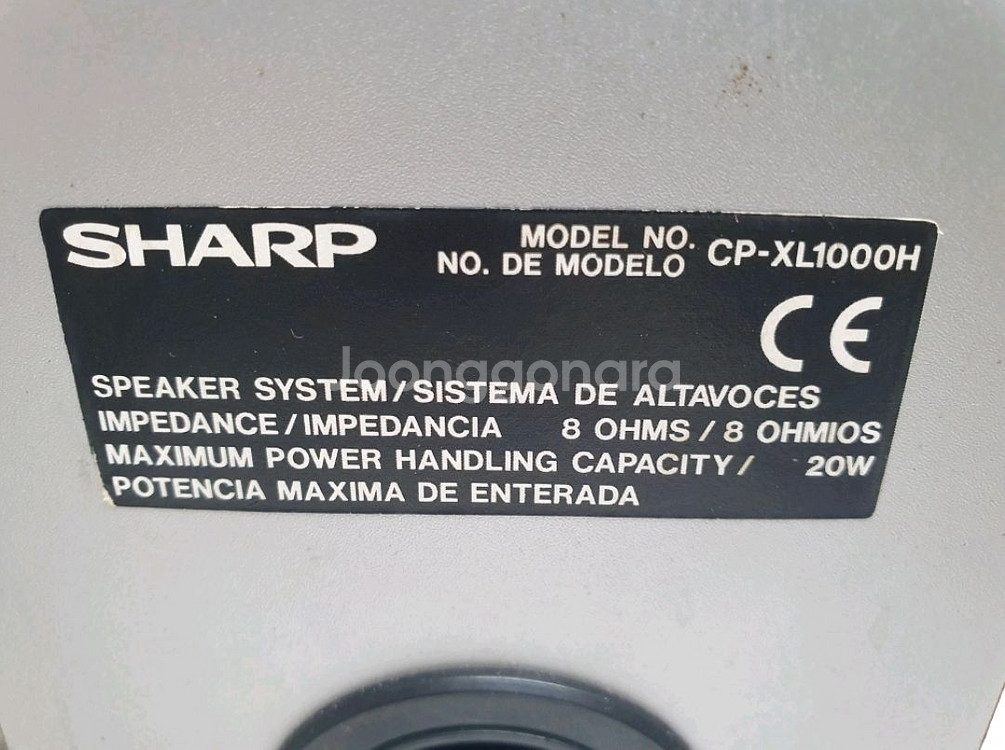 SHARP
MODEL NO.
NO. DE MODELO
CP-XL1000H
CE
loonggonara
SPEAKER SYSTEM/SISTEMA DE ALTAVOCES
IMPEDANCE/IMPEDANCIA 8 OHMS / 8 OHMIOS
MAXIMUM POWER HANDLING CAPACITY/ 20W
POTENCIA MAXIMA DE ENTERADA